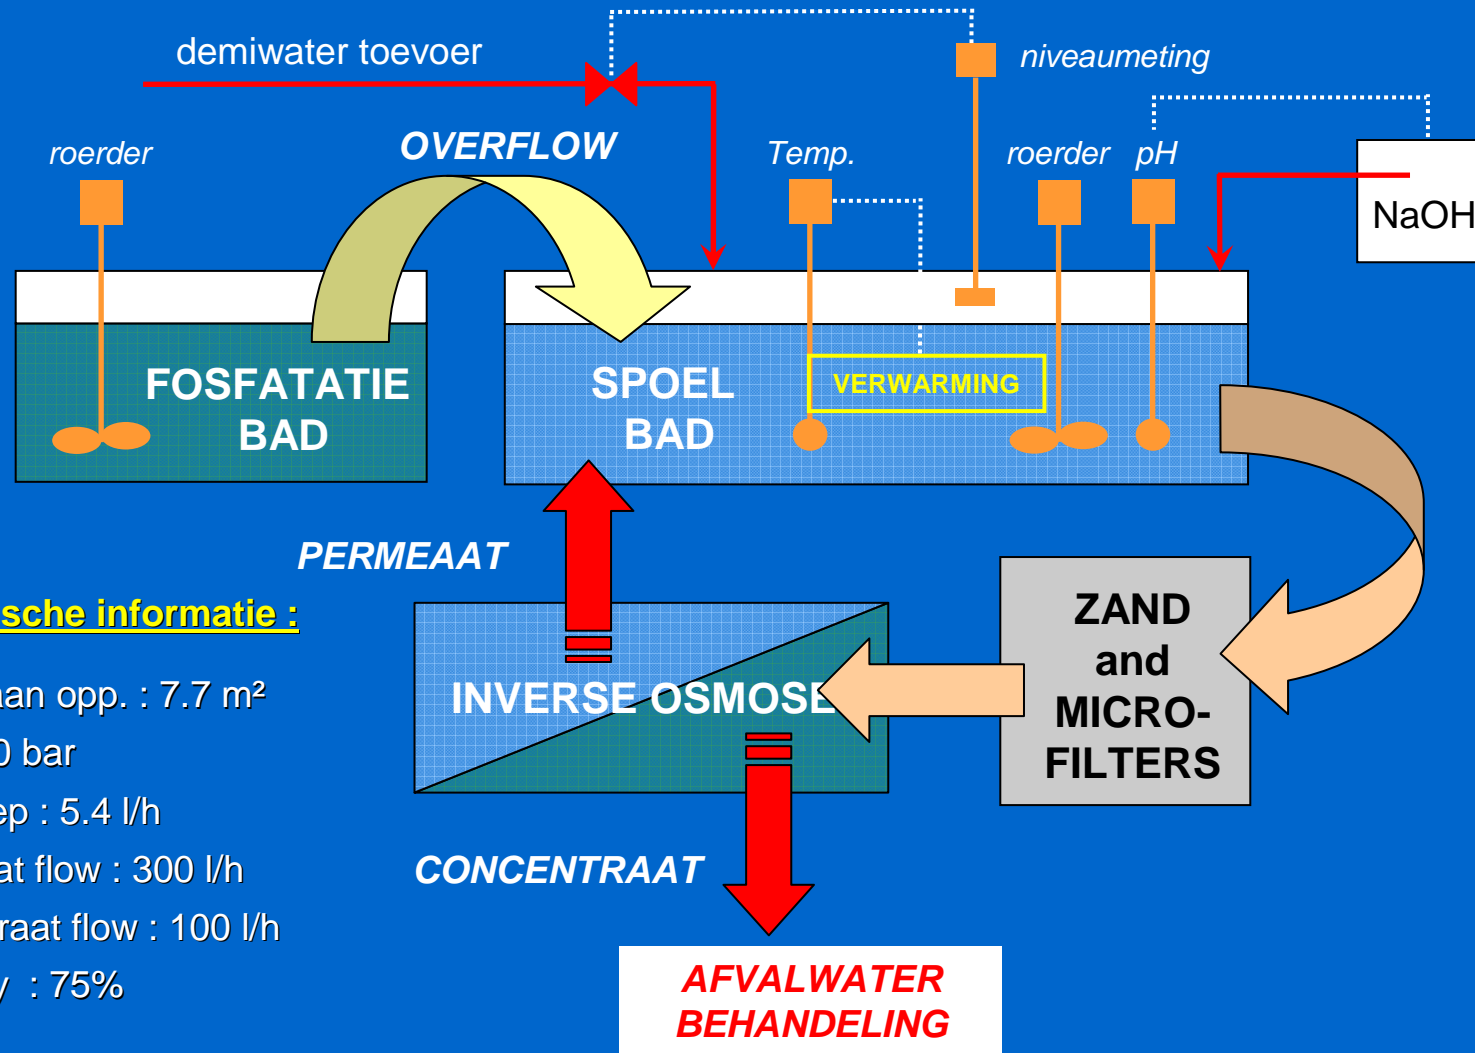 demiwater toevoer
niveaumeting
roerder
OVERFLOW
Temp.
roerder
pH
NaOH
FOSFATATIE
BAD
SPOEL
BAD
VERWARMING
PERMEAAT
sche informatie :
aan opp. : 7.7 m²
0 bar
ep : 5.4 l/h
at flow : 300 l/h
raat flow : 100 l/h
y : 75%
INVERSE OSMOSE
ZAND
and
MICRO-
FILTERS
CONCENTRAAT
AFVALWATER
BEHANDELING